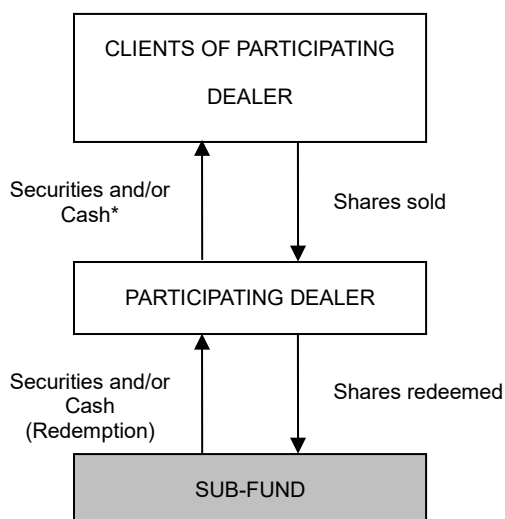 CLIENTS OF PARTICIPATING
DEALER
Securities and/or
Cash*
Shares sold
PARTICIPATING DEALER
Securities and/or
Cash
(Redemption)
Shares redeemed
SUB-FUND